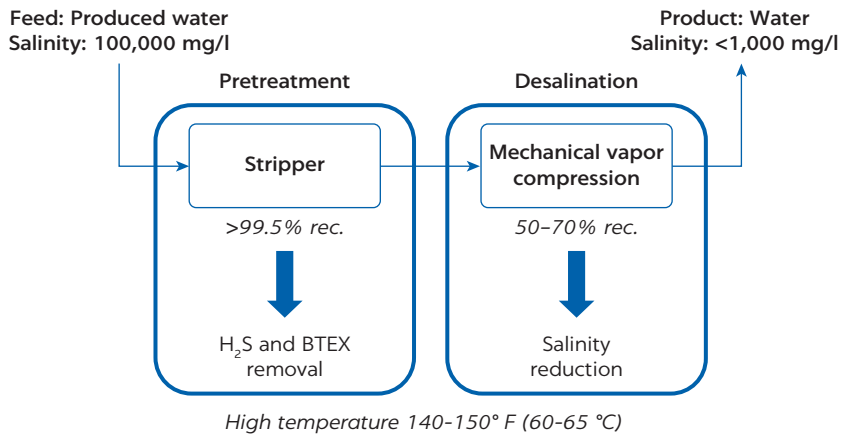 Feed: Produced water
Salinity: 100,000 mg/l
Product: Water
Salinity: <1,000 mg/l
Pretreatment
Desalination
Stripper
Mechanical vapor
compression
>99.5% rec.
50–70% rec.
H₂S and BTEX
removal
Salinity
reduction
High temperature 140-150° F (60-65 °C)